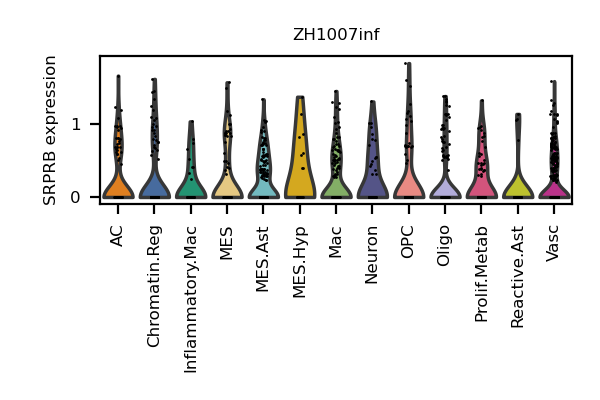 ZH1007inf
SRPRB expression
1
0
AC
Chromatin.Reg
Inflammatory.Mac
MES
MES.Ast
MES.Hyp
Mac
Neuron
OPC
Oligo
Prolif.Metab
Reactive.Ast
Vasc